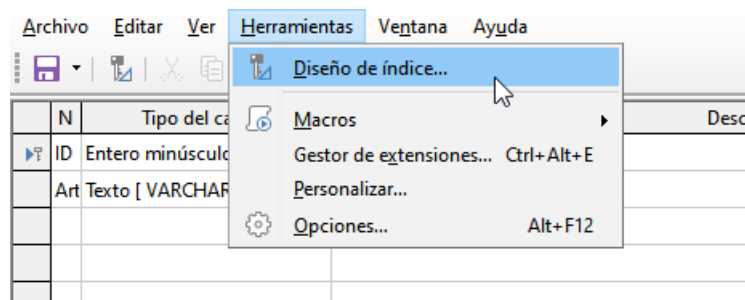 Archivo Editar Ver Herramientas Ventana Ayuda
Diseño de índice...
N Tipo del ca Desc
Macros
ID Entero minúsculo
Gestor de extensiones... Ctrl+Alt+E
Art Texto [ VARCHAR
Personalizar...
Opciones... Alt+F12